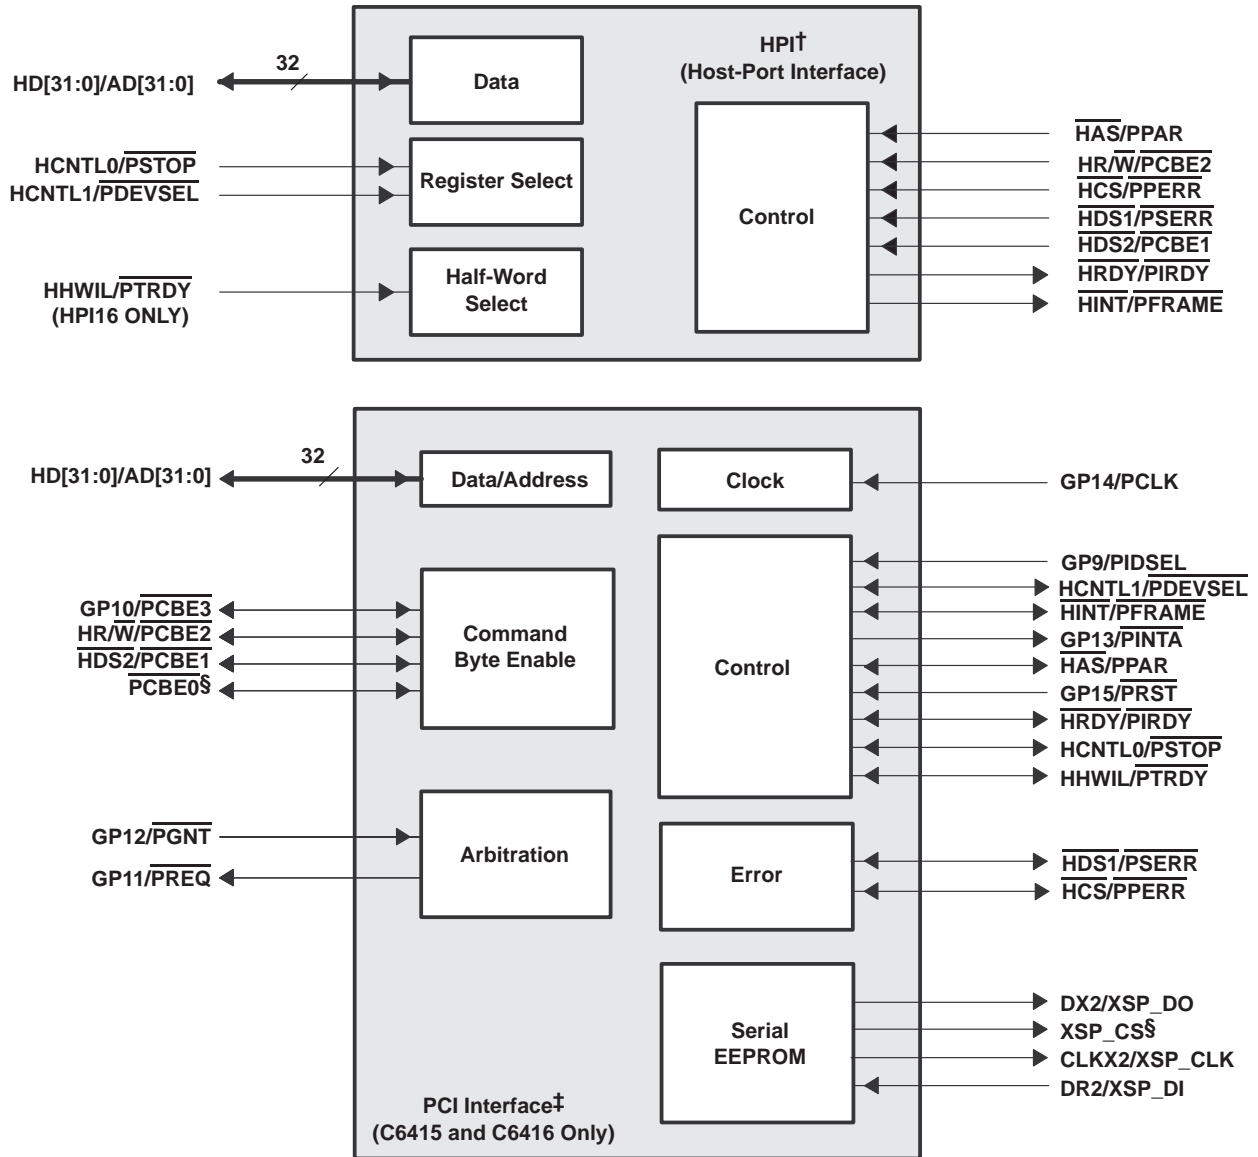 HPI†
(Host-Port Interface)
32
HD[31:0]/AD[31:0]
Data
HCNTL0/PSTOP
HCNTL1/PDEVSEL
Register Select
HHWIL/PTRDY
(HPI16 ONLY)
Half-Word
Select
Control
HAS/PPAR
HR/W/PCBE2
HCS/PPERR
HDS1/PSERR
HDS2/PCBE1
HRDY/PIRDY
HINT/PFRAME
32
HD[31:0]/AD[31:0]
Data/Address
Clock
GP14/PCLK
GP10/PCBE3
HR/W/PCBE2
HDS2/PCBE1
PCBE0§
Command
Byte Enable
Control
GP9/PIDSEL
HCNTL1/PDEVSEL
HINT/PFRAME
GP13/PINTA
HAS/PPAR
GP15/PRST
HRDY/PIRDY
HCNTL0/PSTOP
HHWIL/PTRDY
GP12/PGNT
GP11/PREQ
Arbitration
Error
HDS1/PSERR
HCS/PPERR
Serial
EEPROM
DX2/XSP_DO
XSP_CS§
CLKX2/XSP_CLK
DR2/XSP_DI
PCI Interface‡
(C6415 and C6416 Only)